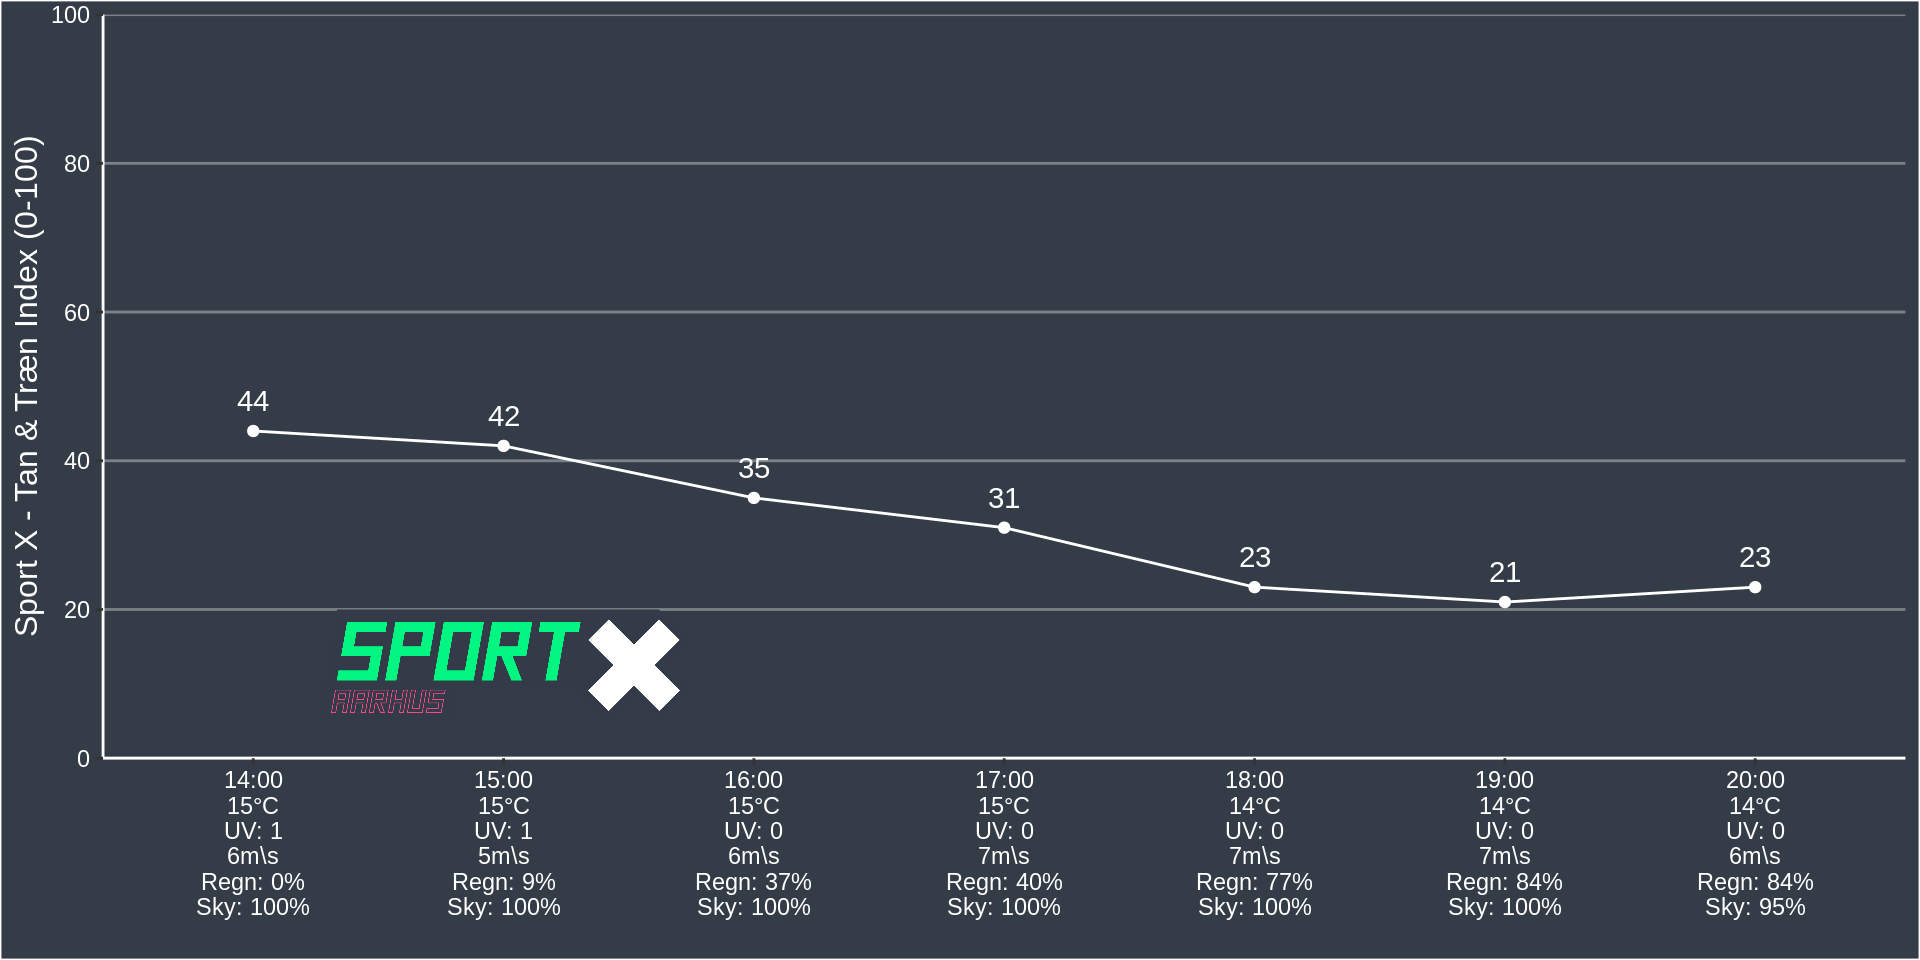 Sport X - Tan & Træn Index (0-100)
100
80
60
40
20
0
44
42
35
31
23
21
23
SPORT X
AARHUS
14:00
15°C
UV: 1
6m\s
Regn: 0%
Sky: 100%
15:00
15°C
UV: 1
5m\s
Regn: 9%
Sky: 100%
16:00
15°C
UV: 0
6m\s
Regn: 37%
Sky: 100%
17:00
15°C
UV: 0
7m\s
Regn: 40%
Sky: 100%
18:00
14°C
UV: 0
7m\s
Regn: 77%
Sky: 100%
19:00
14°C
UV: 0
7m\s
Regn: 84%
Sky: 100%
20:00
14°C
UV: 0
6m\s
Regn: 84%
Sky: 95%